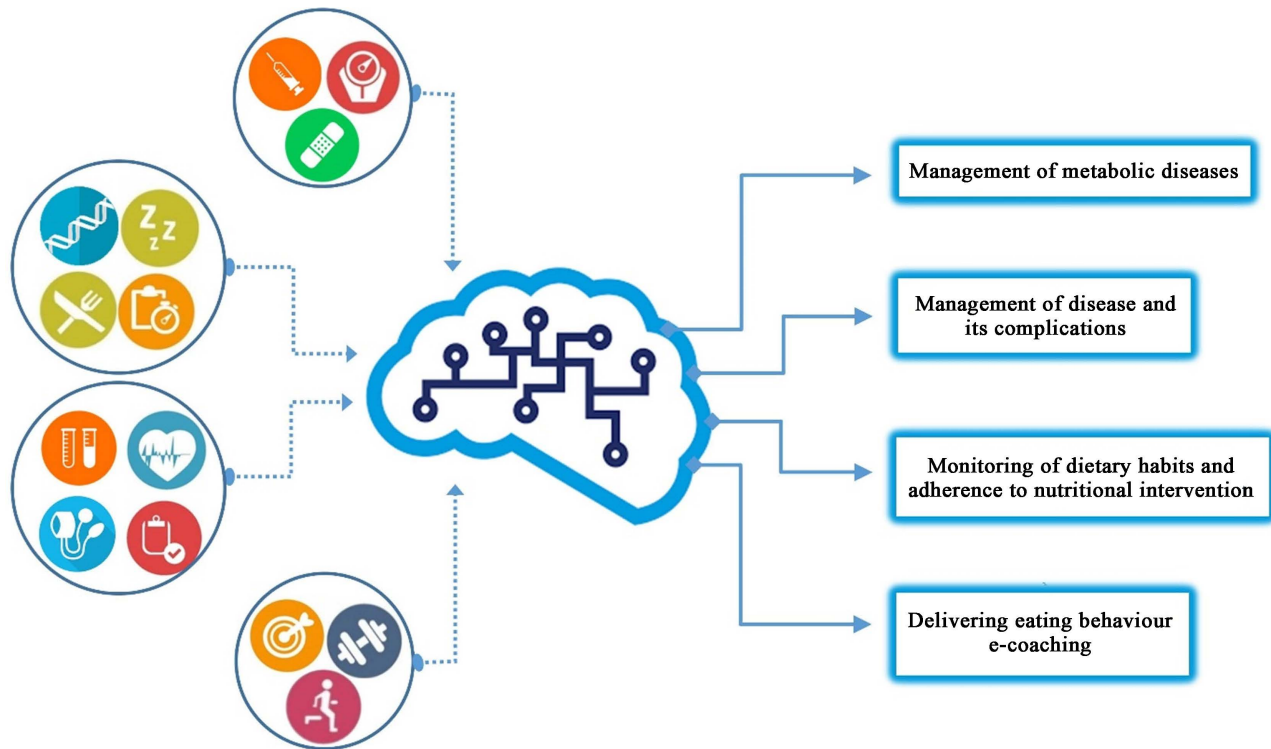 Z
Z
z
Management of metabolic diseases
Management of disease and
its complications
Monitoring of dietary habits and
adherence to nutritional intervention
Delivering eating behaviour
e-coaching